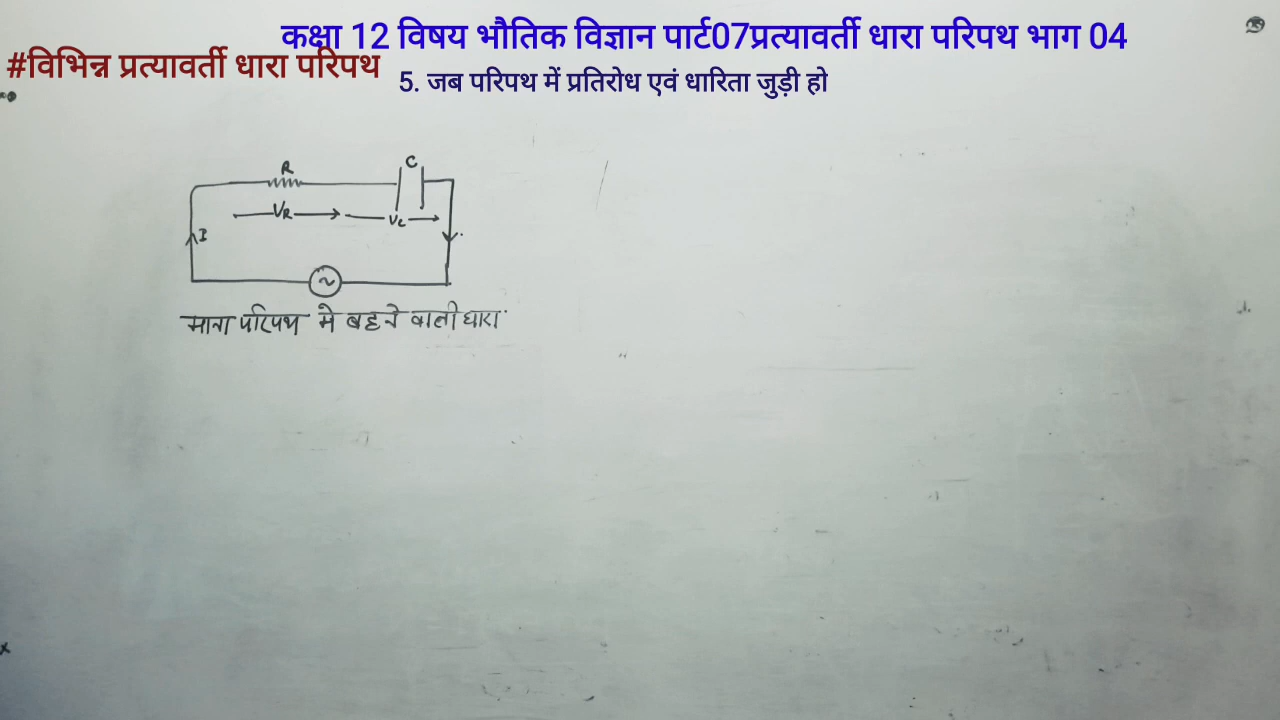 कक्षा 12 विषय भौतिक विज्ञान पार्ट07प्रत्यावर्ती धारा परिपथ भाग 04
#विभिन्न प्रत्यावर्ती धारा परिपथ
5. जब परिपथ में प्रतिरोध एवं धारिता जुड़ी हो
R
C
VR
VC
I
~
माना परिपथ मे बहने वाली धारा